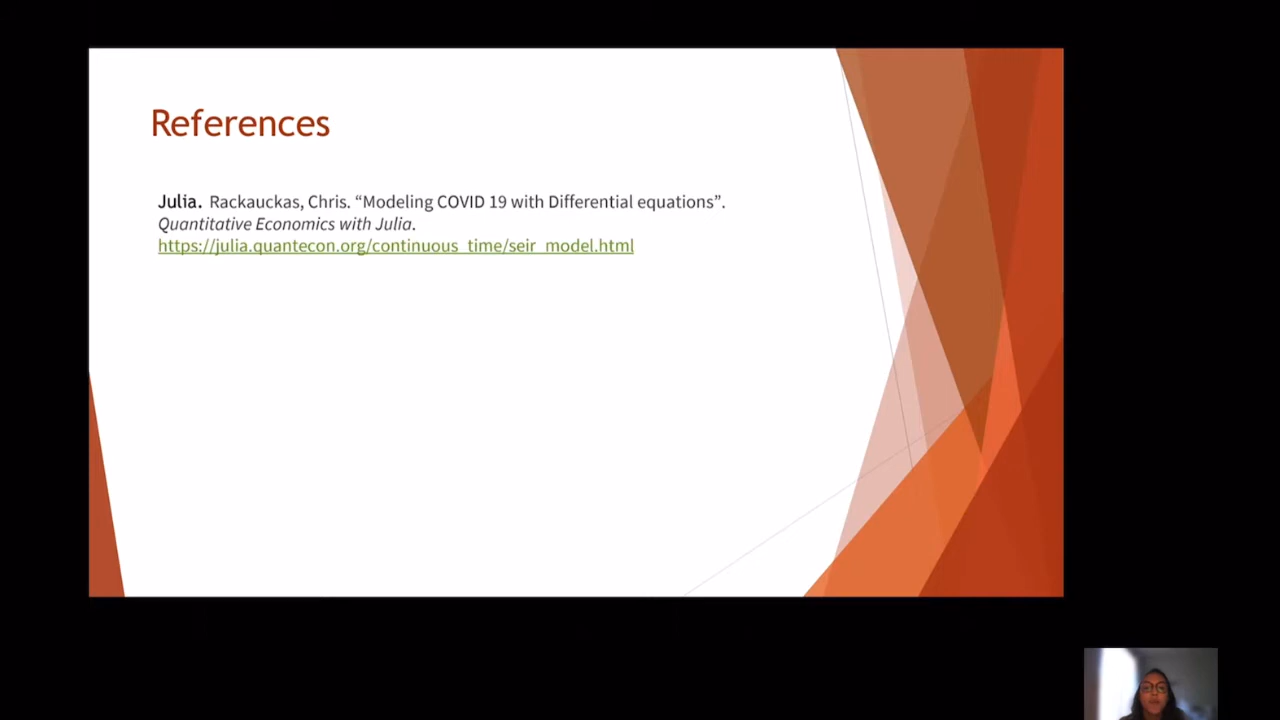 References
Julia. Rackauckas, Chris. “Modeling COVID 19 with Differential equations”.
Quantitative Economics with Julia.
https://julia.quantecon.org/continuous_time/seir_model.html